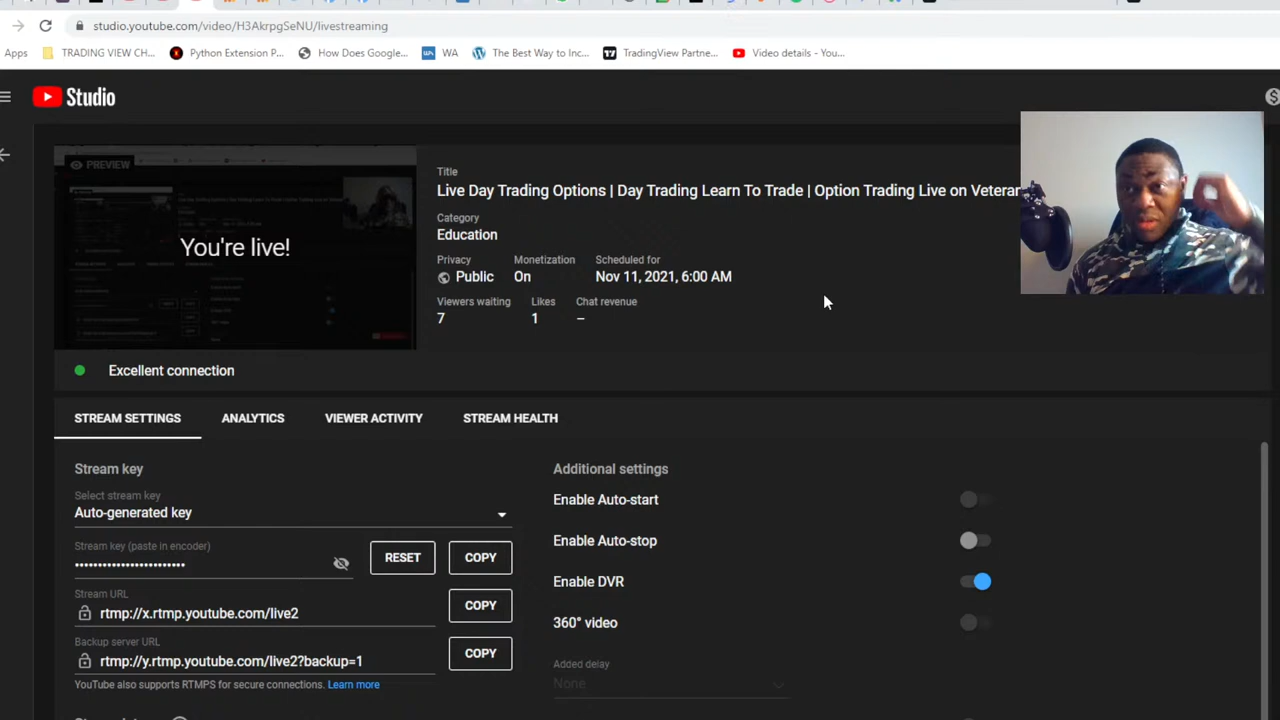 studio.youtube.com/video/H3AkrpgSeNU/livestreaming
Apps TRADING VIEW CH... Python Extension P... How Does Google... WA The Best Way to Inc... TradingView Partne... Video details - You...
Studio
PREVIEW
You're live!
Title
Live Day Trading Options | Day Trading Learn To Trade | Option Trading Live on Veteran
Category
Education
Privacy Monetization Scheduled for
Public On Nov 11, 2021, 6:00 AM
Viewers waiting Likes Chat revenue
7 1 –
Excellent connection
STREAM SETTINGS ANALYTICS VIEWER ACTIVITY STREAM HEALTH
Stream key
Select stream key
Auto-generated key
Stream key (paste in encoder)
•••••••••••••••••••••••• RESET COPY
Stream URL
rtmp://x.rtmp.youtube.com/live2 COPY
Backup server URL
rtmp://y.rtmp.youtube.com/live2?backup=1 COPY
YouTube also supports RTMPS for secure connections. Learn more
Additional settings
Enable Auto-start
Enable Auto-stop
Enable DVR
360° video
Added delay
None